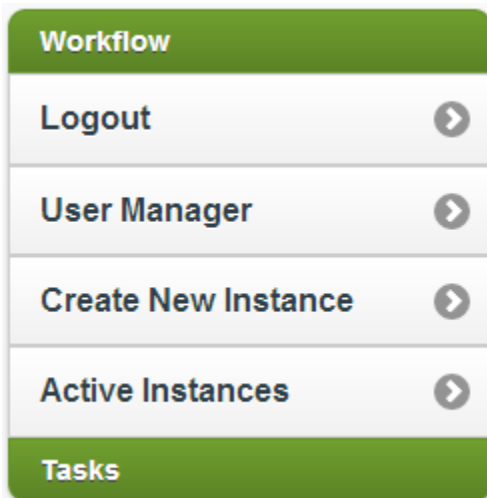 Workflow
Logout
User Manager
Create New Instance
Active Instances
Tasks